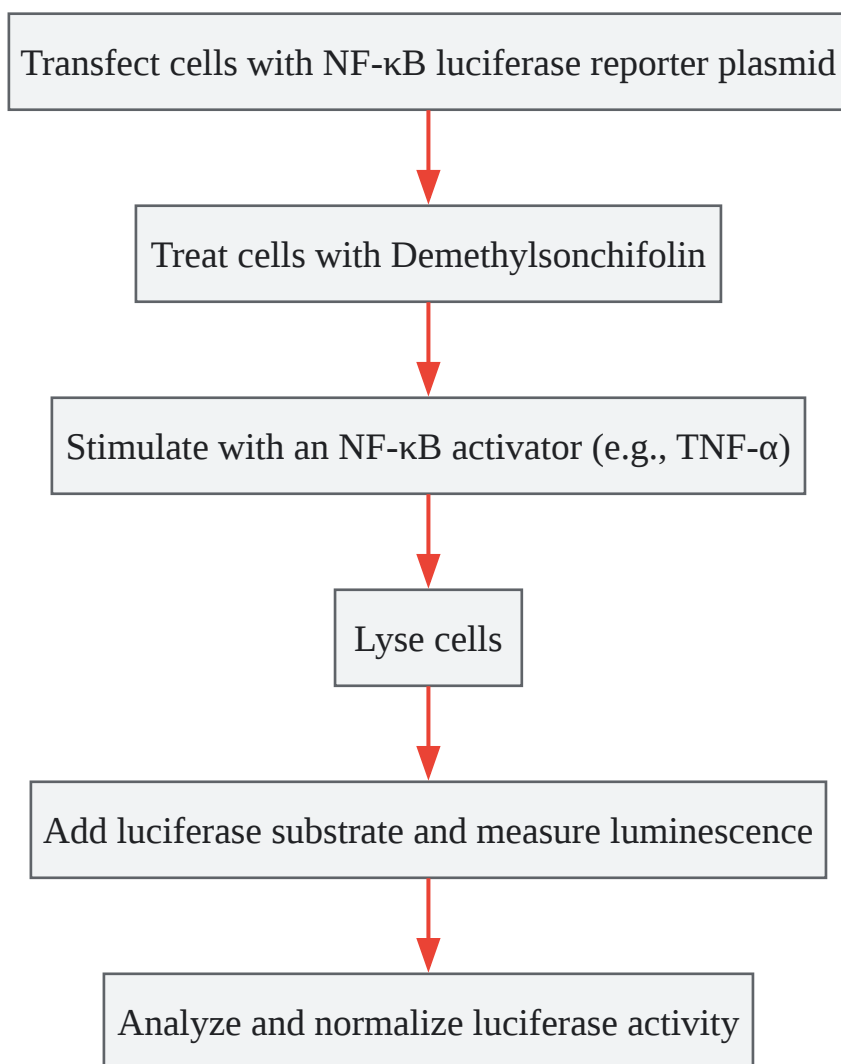 Transfect cells with NF-κB luciferase reporter plasmid
Treat cells with Demethylsonchifolin
Stimulate with an NF-κB activator (e.g., TNF-α)
Lyse cells
Add luciferase substrate and measure luminescence
Analyze and normalize luciferase activity